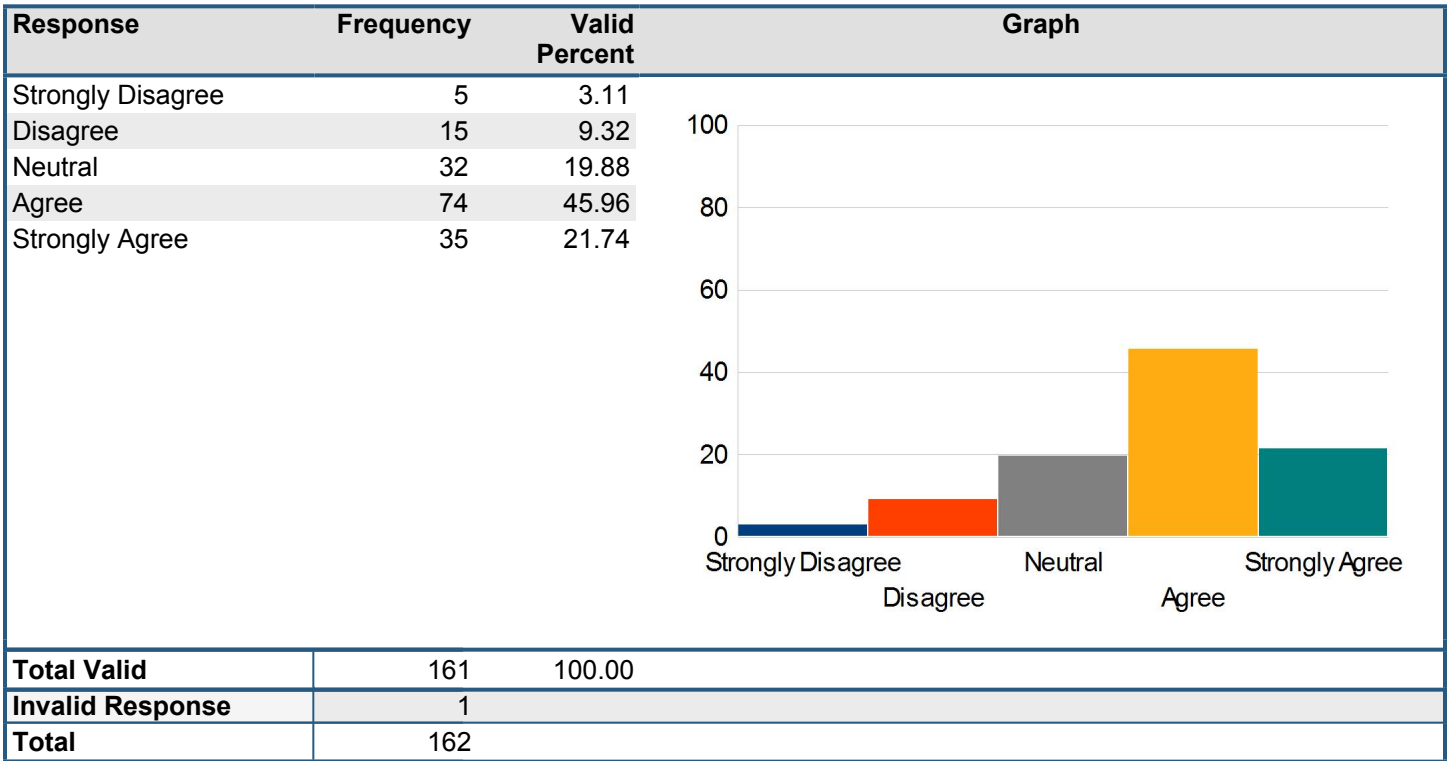 Response Frequency Valid Percent Graph
Strongly Disagree 5 3.11
Disagree 15 9.32
Neutral 32 19.88
Agree 74 45.96
Strongly Agree 35 21.74
100
80
60
40
20
0
Strongly Disagree Neutral Strongly Agree
Disagree Agree
Total Valid 161 100.00
Invalid Response 1
Total 162